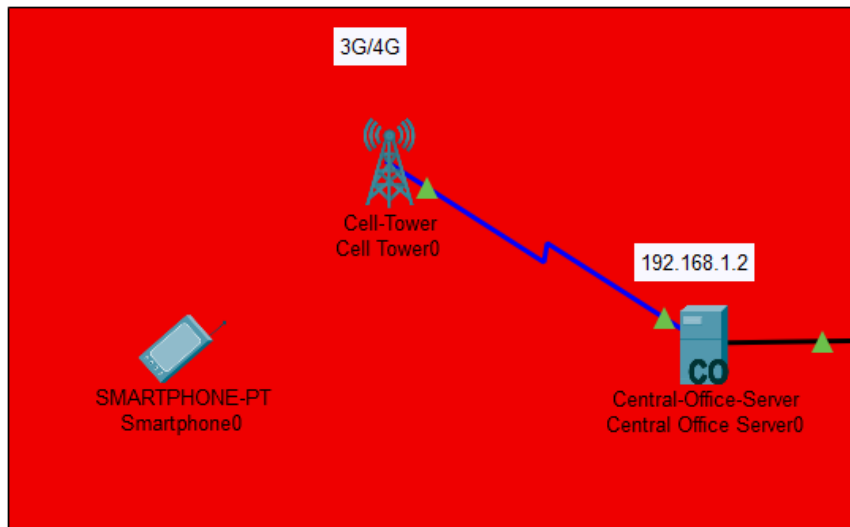 3G/4G
Cell-Tower
Cell Tower0
192.168.1.2
SMARTPHONE-PT
Smartphone0
CO
Central-Office-Server
Central Office Server0